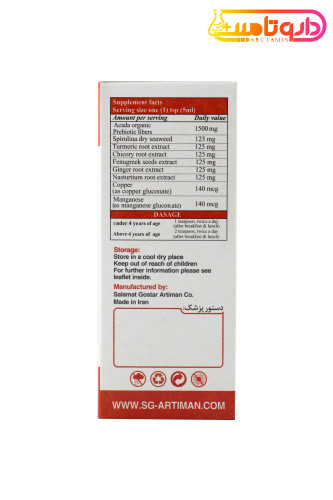 داروتامین
DARUTAMIN
Supplement facts
Serving size one (1) tsp (5ml)
Amount per serving Daily value
Acada organic
Prebiotic fibers 1500mg
Spirulina dry seaweed 125 mg
Turmeric root extract 125 mg
Chicory root extract 125 mg
Fenugreek seeds extract 125 mg
Ginger root extract 125 mg
Nasturtium root extract 125 mg
Copper
(as copper gluconate) 140 mcg
Manganese
(as manganese gluconate) 140 mcg
DASAGE
cunder 4 years of age 1 teaspoon, twice a day
(after breakfast & lunch)
Above 4 years of age 2 teaspoons, twice a day
(after breakfast & lunch)
Storage:
Store in a cool dry place
Keep out of reach of children
For further information please see
leaflet inside.
Manufactured by:
Salamat Gostar Artiman Co.
Made in Iran
دستور پزشک:
WWW.SG-ARTIMAN.COM